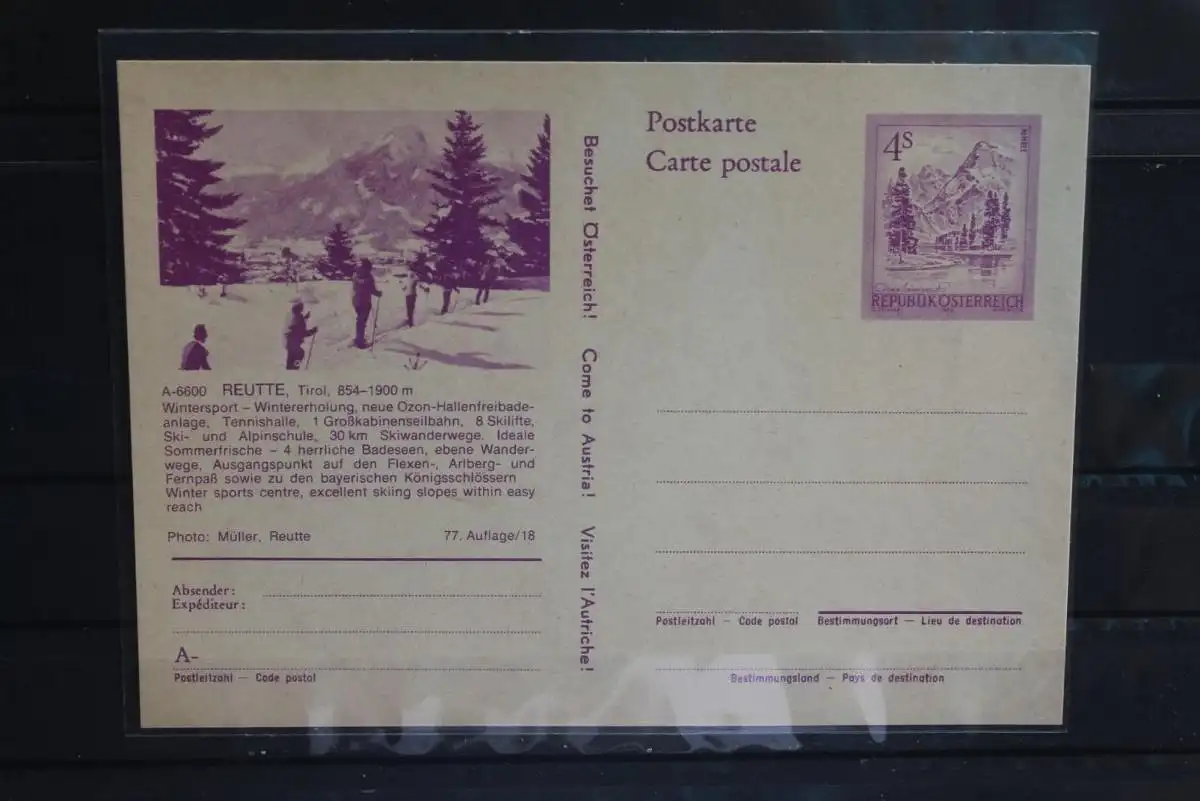 A-6600 REUTTE, Tirol, 854–1900 m
Wintersport – Wintererholung, neue Ozon-Hallenfreibade-
anlage, Tennishalle, 1 Großkabinenseilbahn, 8 Skilifte,
Ski- und Alpinschule, 30 km Skiwanderwege. Ideale
Sommerfrische – 4 herrliche Badeseen, ebene Wander-
wege, Ausgangspunkt auf den Flexen-, Arlberg- und
Fernpaß sowie zu den bayerischen Königsschlössern
Winter sports centre, excellent skiing slopes within easy
reach
Photo: Müller, Reutte 77. Auflage/18
Absender:
Expéditeur:
A-
Postleitzahl – Code postal
Besuchet Österreich! Come to Austria! Visitez l'Autriche!
Postkarte
Carte postale
4S
REPUBLIK ÖSTERREICH
Postleitzahl – Code postal Bestimmungsort – Lieu de destination
Bestimmungsland – Pays de destination